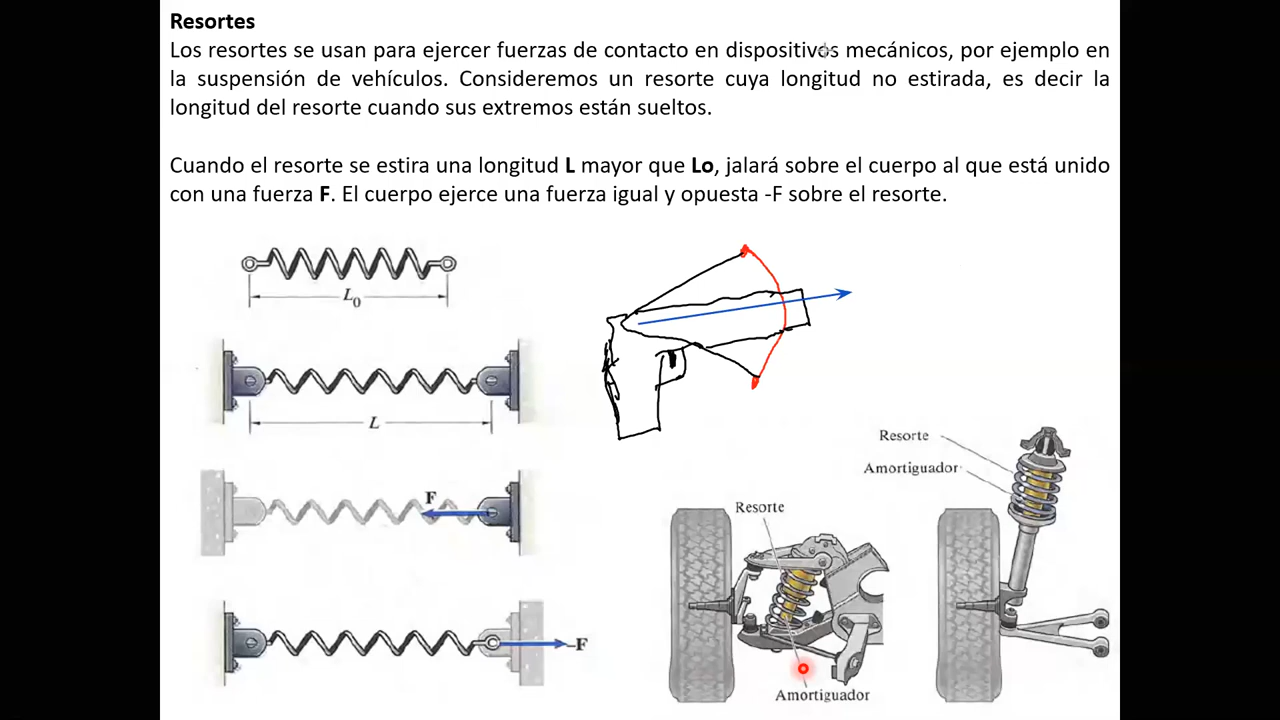 Resortes
Los resortes se usan para ejercer fuerzas de contacto en dispositivos mecánicos, por ejemplo en
la suspensión de vehículos. Consideremos un resorte cuya longitud no estirada, es decir la
longitud del resorte cuando sus extremos están sueltos.
Cuando el resorte se estira una longitud L mayor que Lo, jalará sobre el cuerpo al que está unido
con una fuerza F. El cuerpo ejerce una fuerza igual y opuesta -F sobre el resorte.
L0
L
F
–F
Resorte
Amortiguador
Resorte
Amortiguador